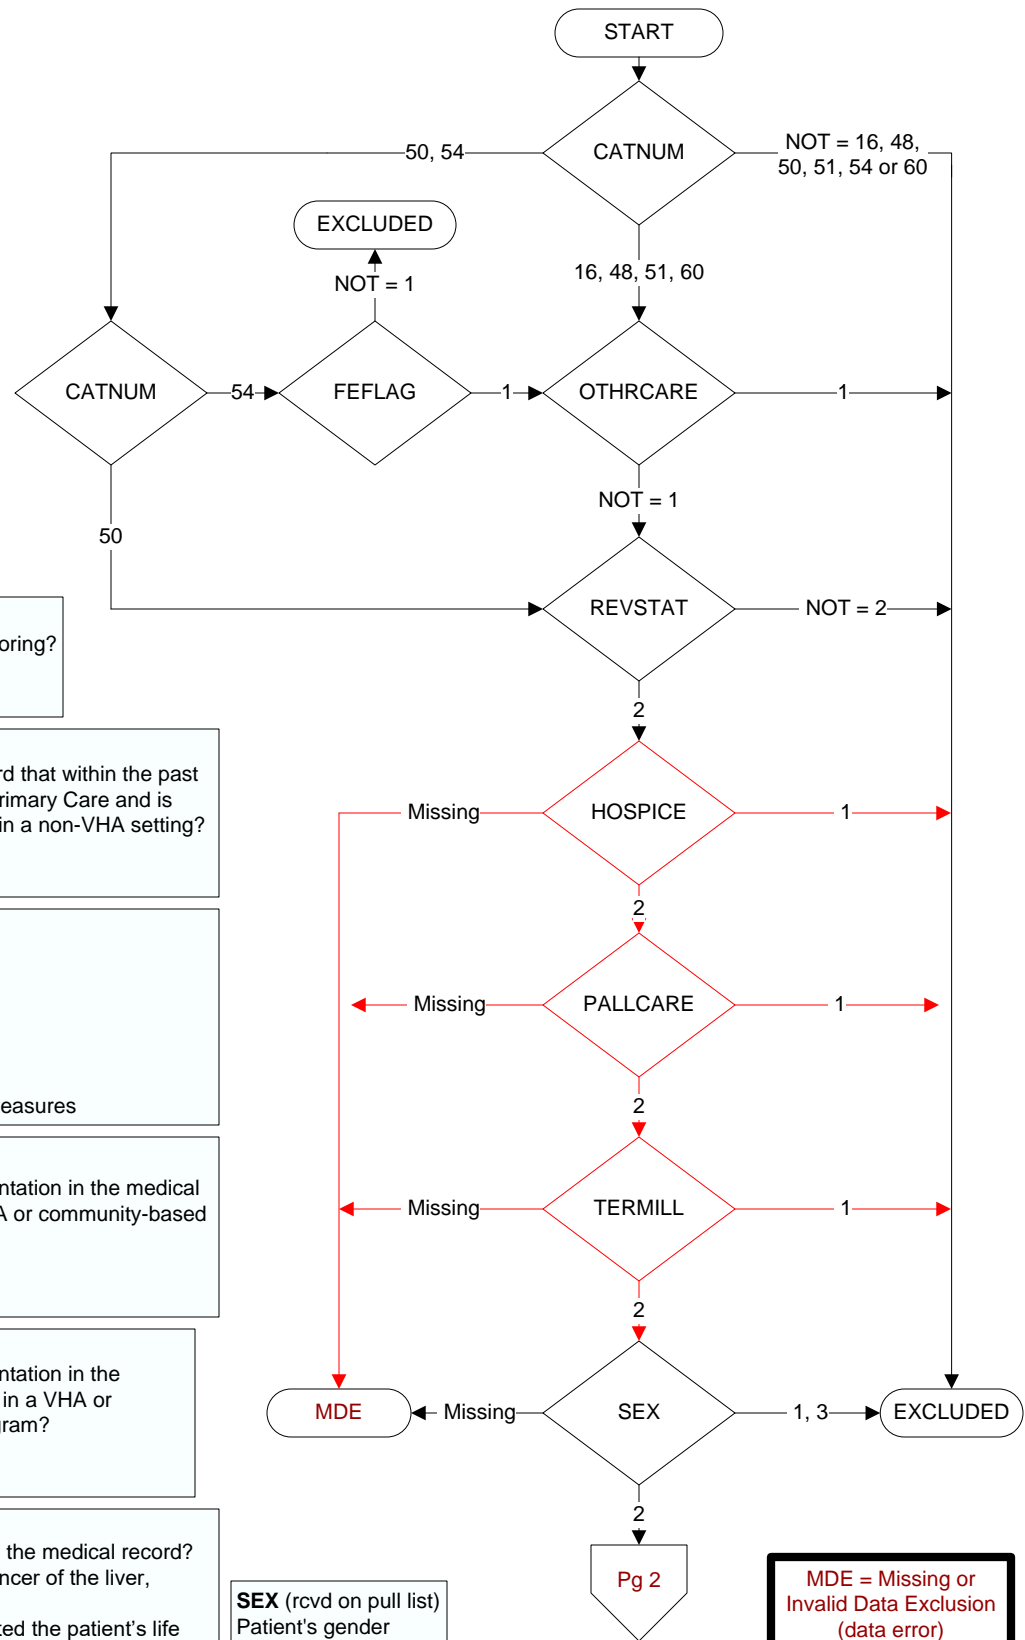 START
CATNUM
50, 54
NOT = 16, 48,
50, 51, 54 or 60
EXCLUDED
NOT = 1
16, 48, 51, 60
CATNUM
54
FEFLAG
1
OTHRCARE
1
NOT = 1
50
REVSTAT
NOT = 2
oring?
2
rd that within the past
rimary Care and is
in a non-VHA setting?
Missing
HOSPICE
1
2
Missing
PALLCARE
1
easures
2
ntation in the medical
A or community-based
Missing
TERMILL
1
2
ntation in the
in a VHA or
gram?
MDE
Missing
SEX
1, 3
EXCLUDED
2
the medical record?
ncer of the liver,
ted the patient's life
SEX (rcvd on pull list)
Patient's gender
Pg 2
MDE = Missing or
Invalid Data Exclusion
(data error)